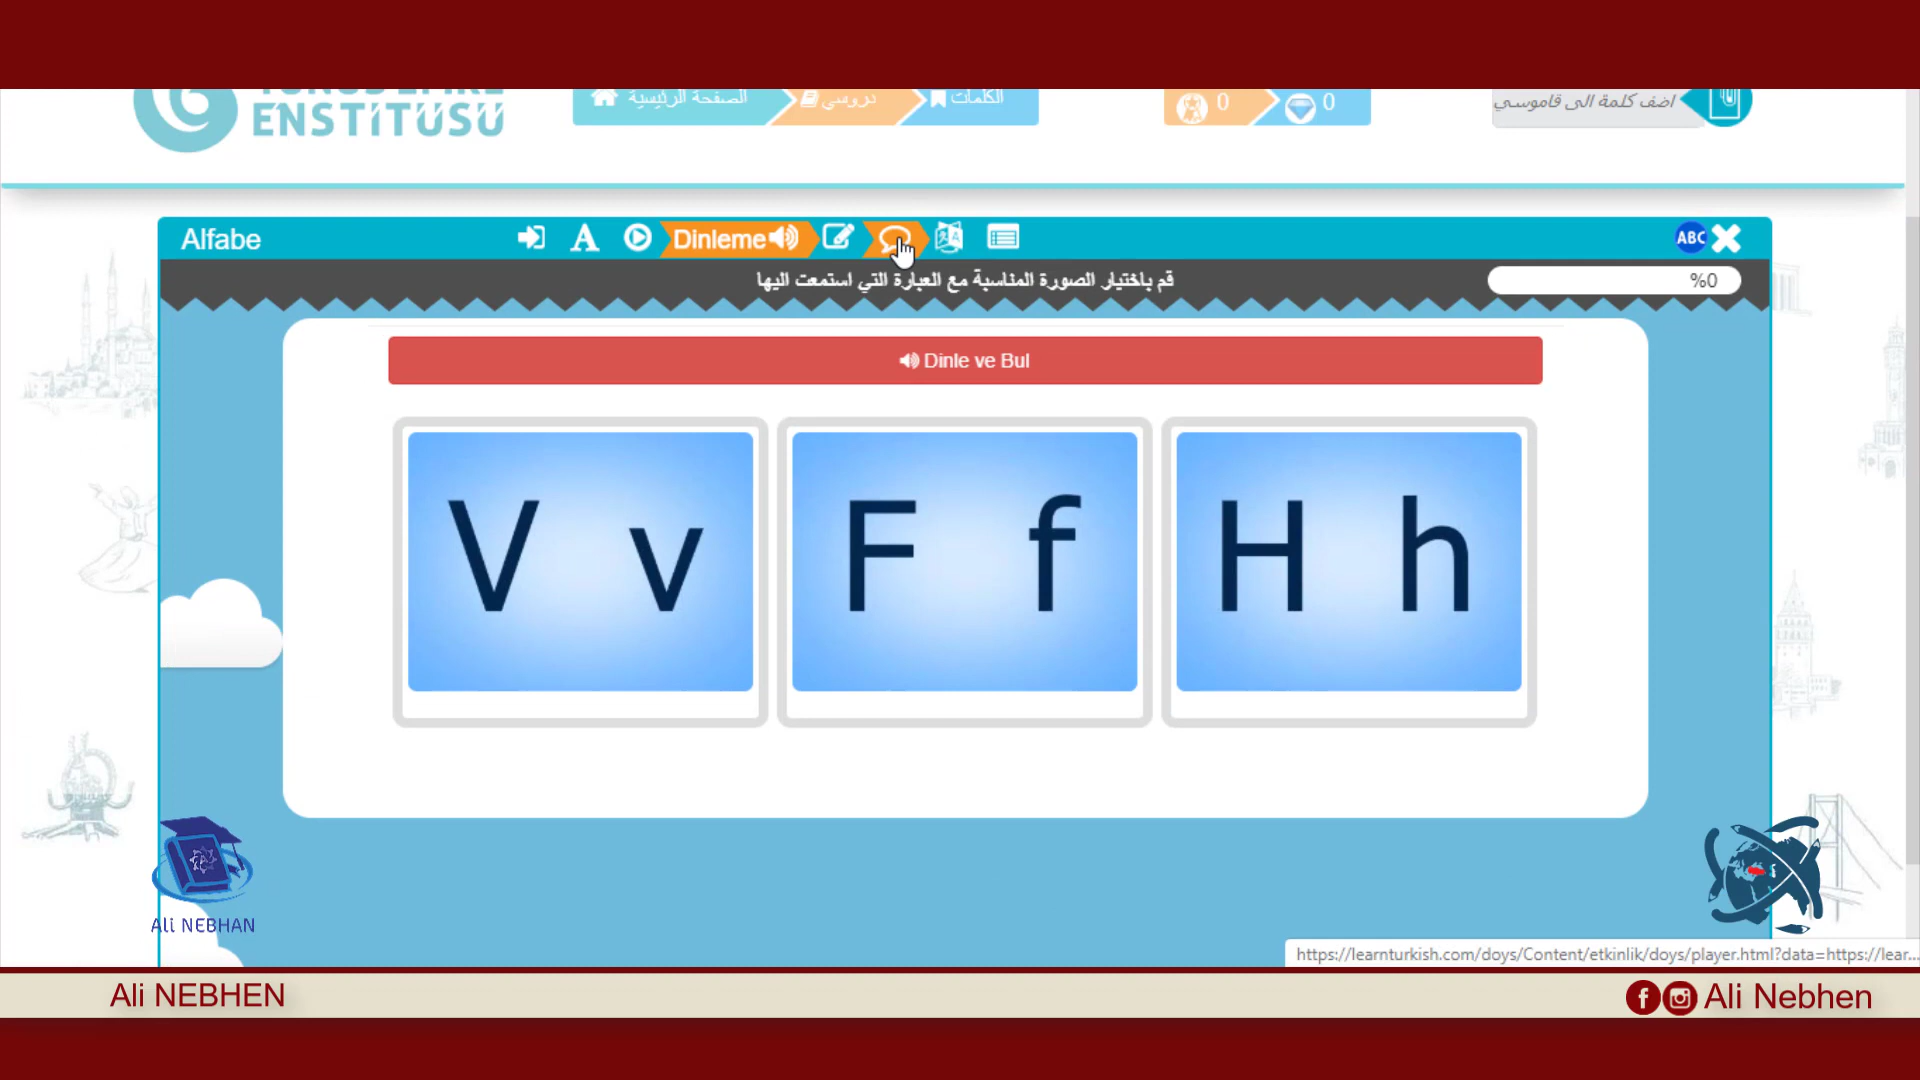 ENSTİTÜSÜ
الصفحة الرئيسية
دروسي
الكلمات
0
0
اضف كلمة الى قاموسي
Alfabe
Dinleme
ABC
قم باختيار الصورة المناسبة مع العبارة التي استمعت اليها
%0
Dinle ve Bul
V v
F f
H h
Ali NEBHAN
https://learnturkish.com/doys/Content/etkinlik/doys/player.html?data=https://lear...
Ali NEBHEN
Ali Nebhen